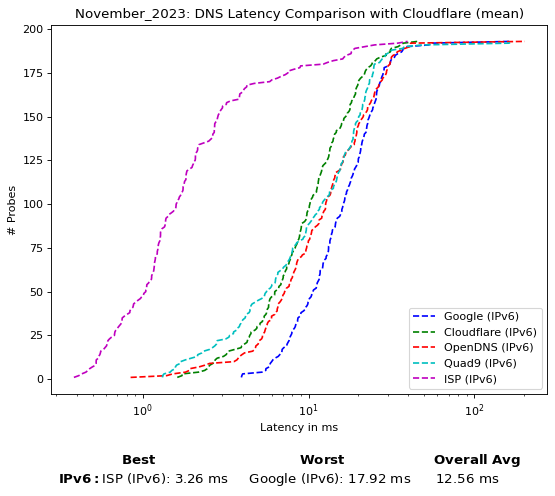 November_2023: DNS Latency Comparison with Cloudflare (mean)
200
175
150
125
100
75
50
25
0
# Probes
10^0
10^1
10^2
Latency in ms
Google (IPv6)
Cloudflare (IPv6)
OpenDNS (IPv6)
Quad9 (IPv6)
ISP (IPv6)
Best Worst Overall Avg
IPv6: ISP (IPv6): 3.26 ms Google (IPv6): 17.92 ms 12.56 ms